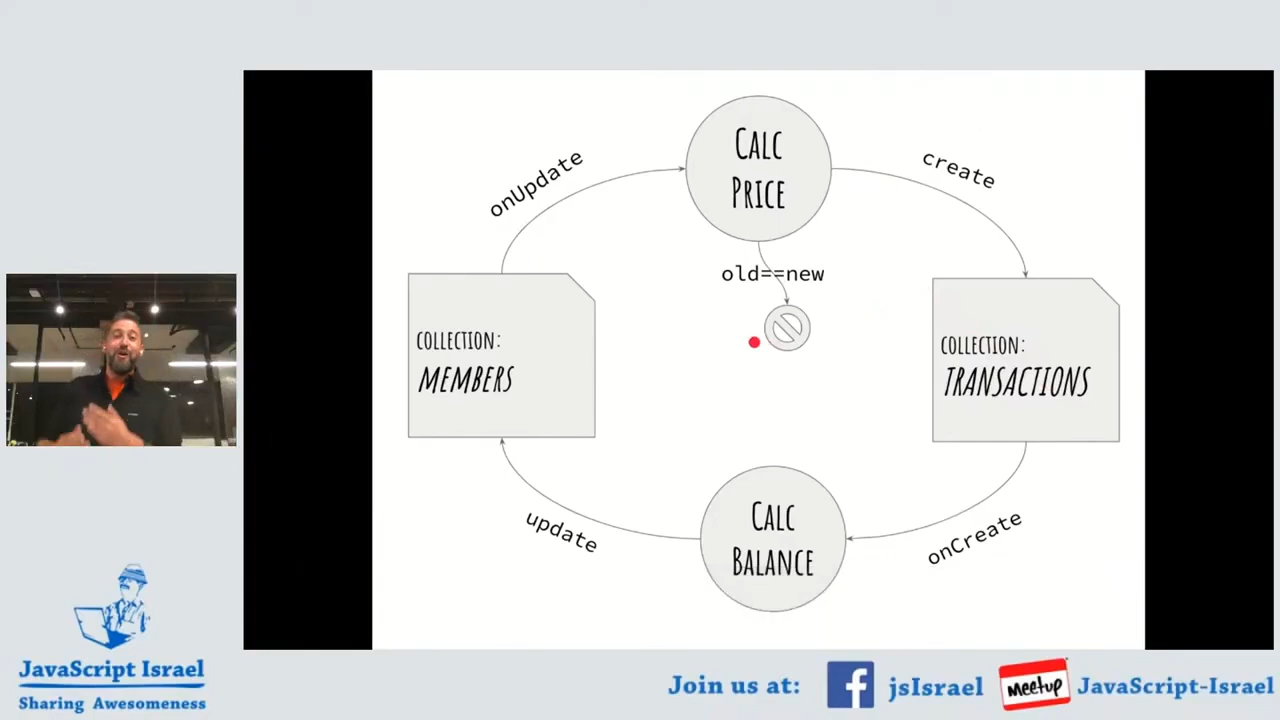 CALC
PRICE
onUpdate
create
old==new
COLLECTION:
MEMBERS
COLLECTION:
TRANSACTIONS
CALC
BALANCE
update
onCreate
JavaScript Israel
Sharing Awesomeness
Join us at:
jsIsrael
meetup
JavaScript-Israel